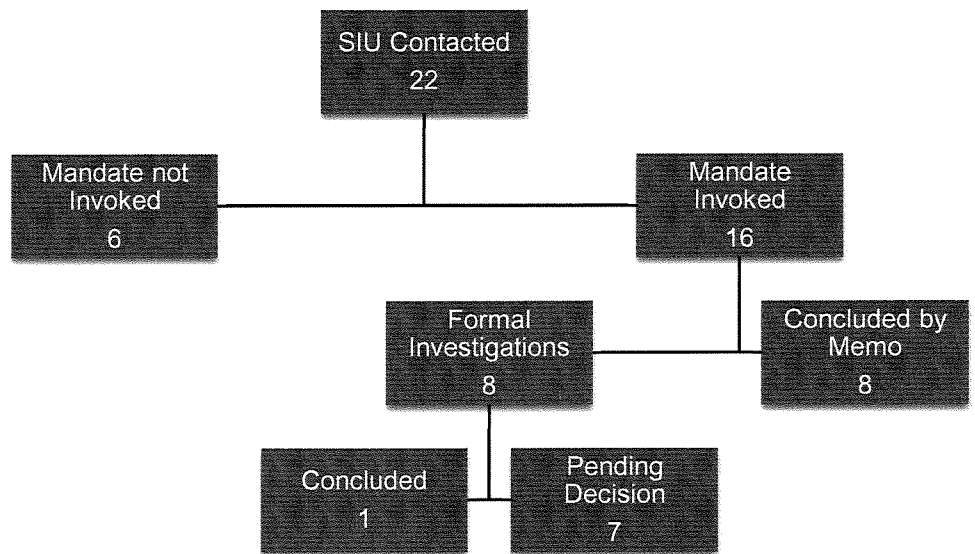 SIU Contacted
22
Mandate not
Invoked
6
Mandate
Invoked
16
Formal
Investigations
8
Concluded by
Memo
8
Concluded
1
Pending
Decision
7